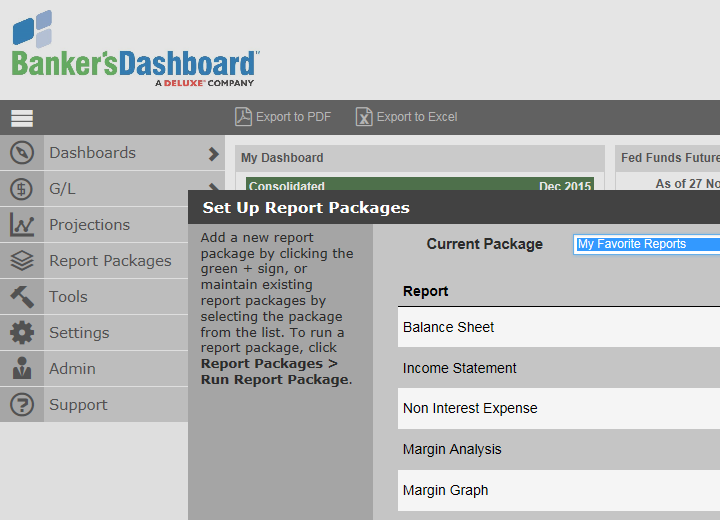 Banker'sDashboard™
A DELUXE® COMPANY
Export to PDF
Export to Excel
Dashboards
G/L
Projections
Report Packages
Tools
Settings
Admin
Support
My Dashboard
Consolidated Dec 2015
Fed Funds Future
As of 27 No
Set Up Report Packages
Add a new report
package by clicking the
green + sign, or
maintain existing
report packages by
selecting the package
from the list. To run a
report package, click
Report Packages >
Run Report Package.
Current Package My Favorite Reports
Report
Balance Sheet
Income Statement
Non Interest Expense
Margin Analysis
Margin Graph